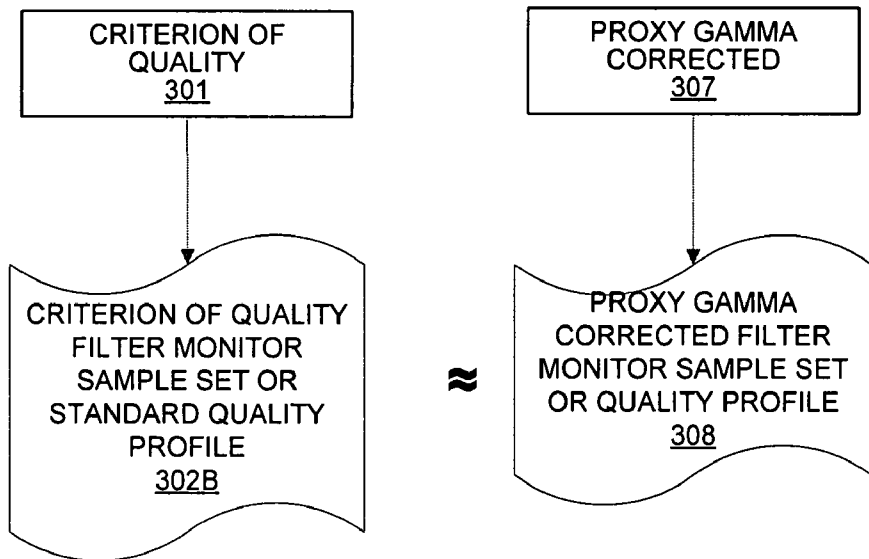 CRITERION OF
QUALITY
301
PROXY GAMMA
CORRECTED
307
CRITERION OF QUALITY
FILTER MONITOR
SAMPLE SET OR
STANDARD QUALITY
PROFILE
302B
≈
PROXY GAMMA
CORRECTED FILTER
MONITOR SAMPLE SET
OR QUALITY PROFILE
308